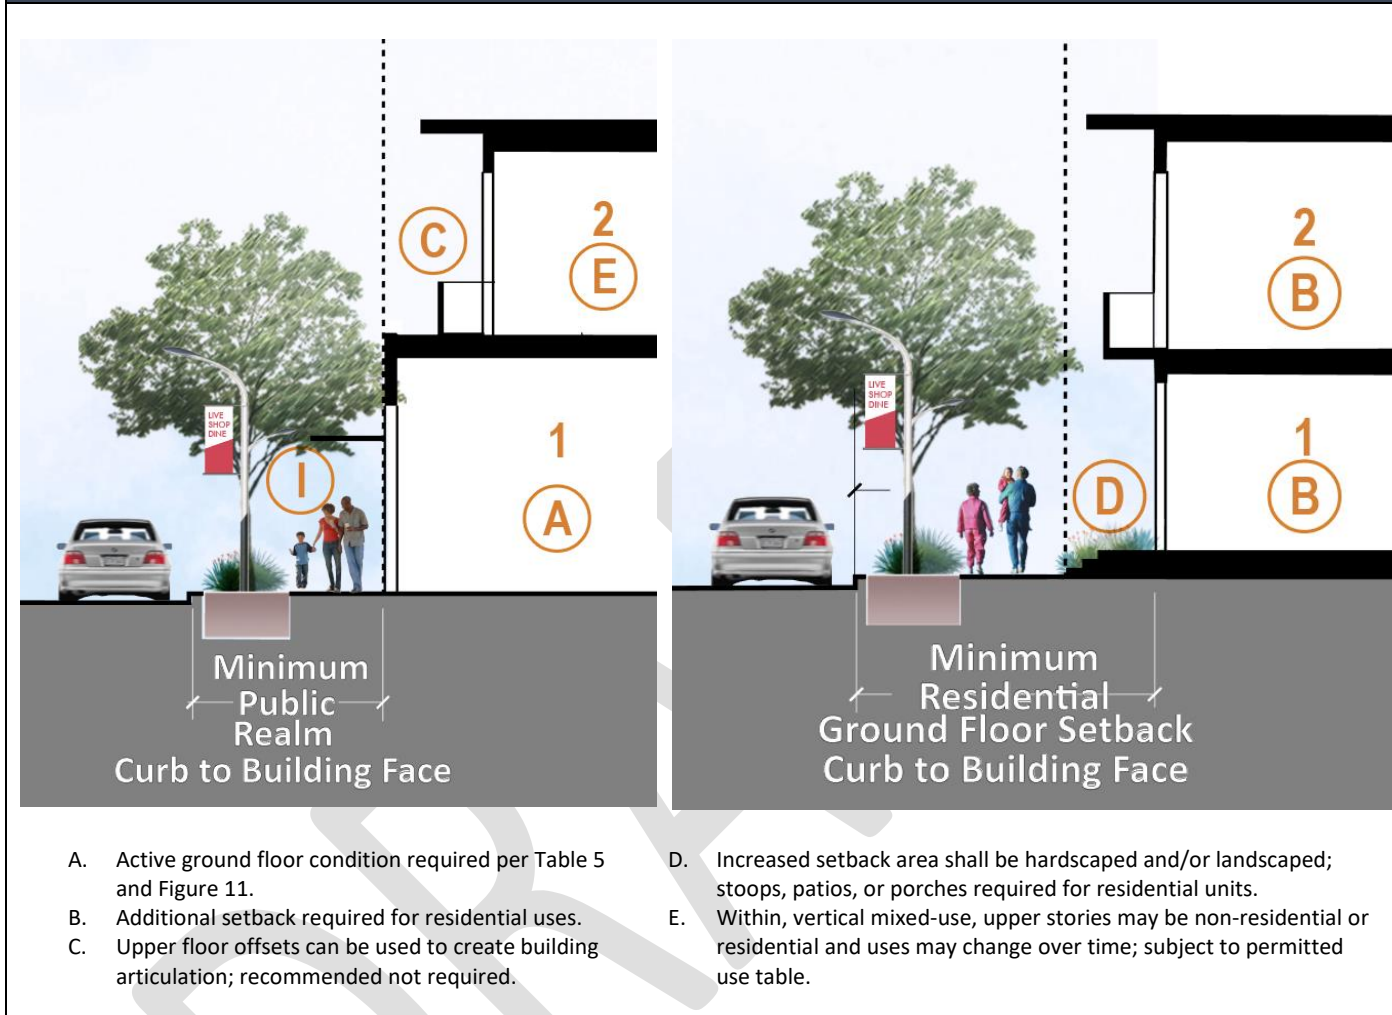 2
C
E
LIVE
SHOP
DINE
1
I
A
Minimum
Public
Realm
Curb to Building Face
2
B
LIVE
SHOP
DINE
1
D
B
Minimum
Residential
Ground Floor Setback
Curb to Building Face
A. Active ground floor condition required per Table 5
and Figure 11.
B. Additional setback required for residential uses.
C. Upper floor offsets can be used to create building
articulation; recommended not required.
D. Increased setback area shall be hardscaped and/or landscaped;
stoops, patios, or porches required for residential units.
E. Within, vertical mixed-use, upper stories may be non-residential or
residential and uses may change over time; subject to permitted
use table.